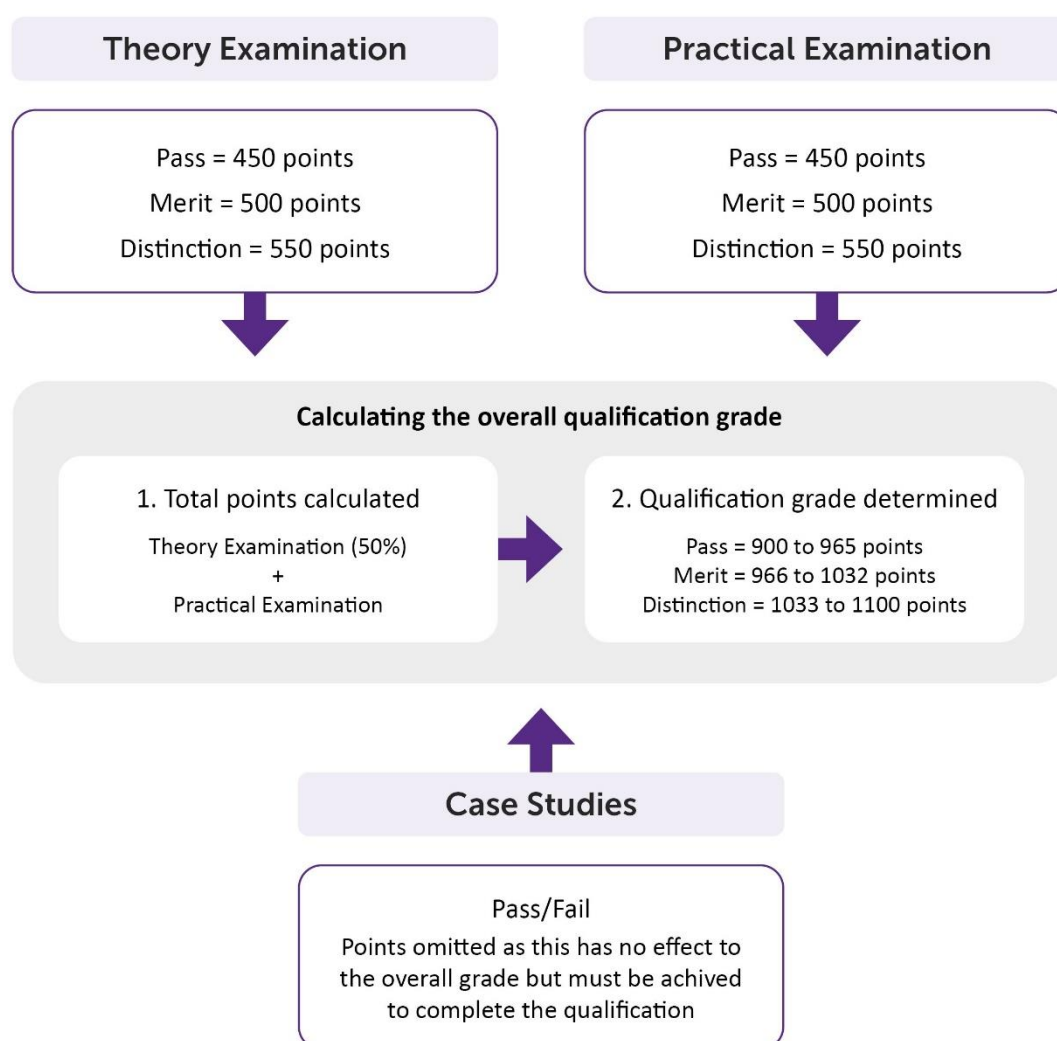 Theory Examination
Pass = 450 points
Merit = 500 points
Distinction = 550 points
Practical Examination
Pass = 450 points
Merit = 500 points
Distinction = 550 points
Calculating the overall qualification grade
1. Total points calculated
Theory Examination (50%)
+
Practical Examination
2. Qualification grade determined
Pass = 900 to 965 points
Merit = 966 to 1032 points
Distinction = 1033 to 1100 points
Case Studies
Pass/Fail
Points omitted as this has no effect to
the overall grade but must be achived
to complete the qualification